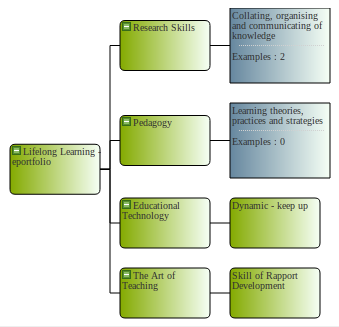 Lifelong Learning -
eportfolio
Research Skills
Collating, organising
and communicating of
knowledge
Examples : 2
Pedagogy
Learning theories,
practices and strategies
Examples : 0
Educational
Technology
Dynamic - keep up
The Art of
Teaching
Skill of Rapport
Development